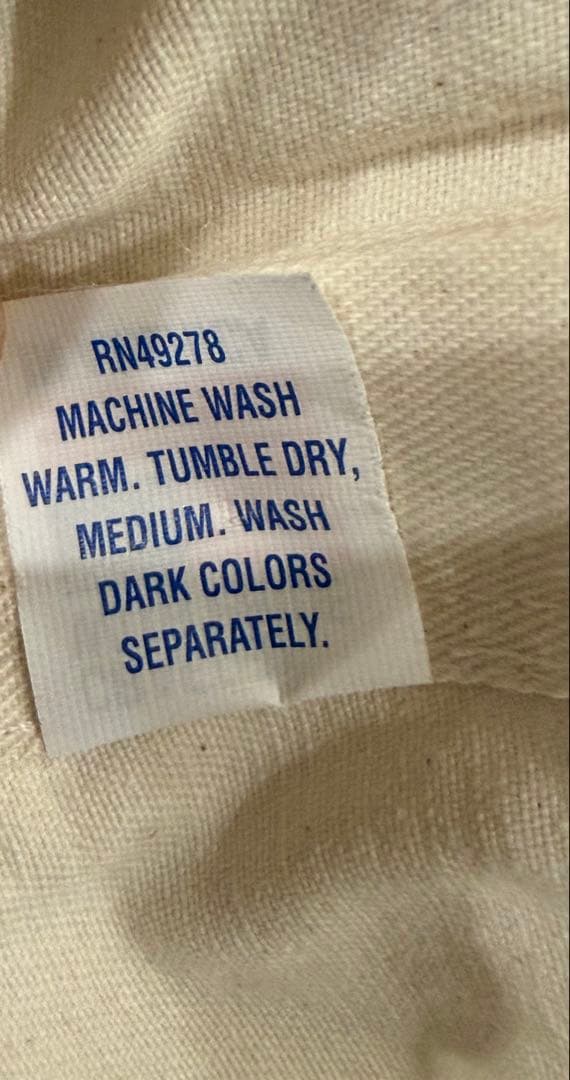 RN49278
MACHINE WASH
WARM. TUMBLE DRY,
MEDIUM. WASH
DARK COLORS
SEPARATELY.